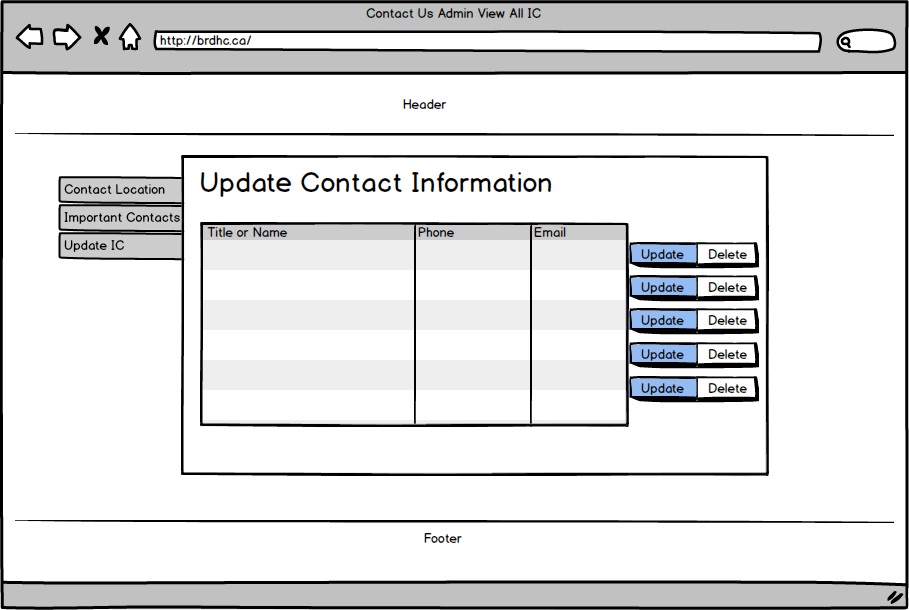 Contact Us Admin View All IC
http://brdhc.ca/
Header
Update Contact Information
Contact Location
Important Contacts
Update IC
Title or Name Phone Email
Update Delete
Update Delete
Update Delete
Update Delete
Update Delete
Footer